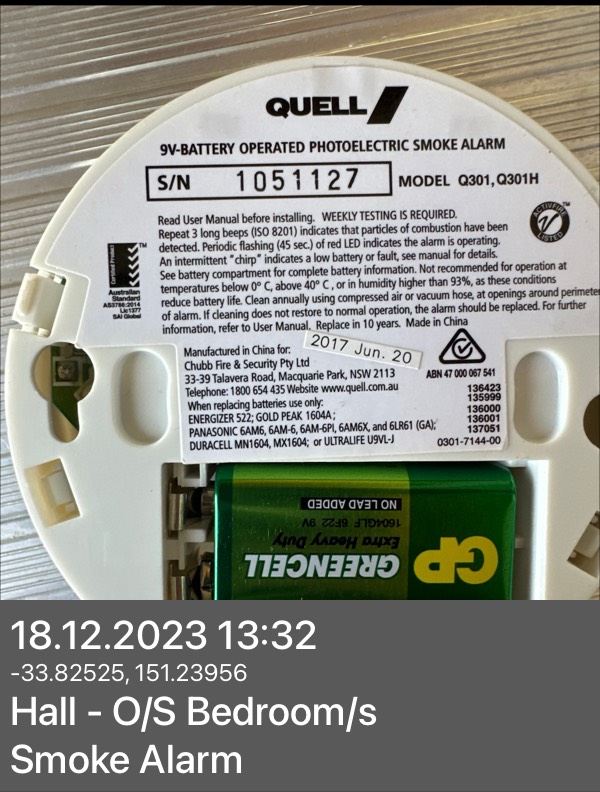 QUELL
9V-BATTERY OPERATED PHOTOELECTRIC SMOKE ALARM
S/N 1051127 MODEL Q301, Q301H
Read User Manual before installing. WEEKLY TESTING IS REQUIRED.
Repeat 3 long beeps (ISO 8201) indicates that particles of combustion have been
detected. Periodic flashing (45 sec.) of red LED indicates the alarm is operating.
An intermittent "chirp" indicates a low battery or fault, see manual for details.
See battery compartment for complete battery information. Not recommended for operation at
temperatures below 0° C, above 40° C, or in humidity higher than 93%, as these conditions
reduce battery life. Clean annually using compressed air or vacuum hose, at openings around perimeter
of alarm. If cleaning does not restore to normal operation, the alarm should be replaced. For further
information, refer to User Manual. Replace in 10 years. Made in China
ACTIVFIRE
LISTED
TM
Certified Product
TM
Australian
Standard
AS3786:2014
Lic1377
SAI Global
Manufactured in China for:
2017 Jun. 20
Chubb Fire & Security Pty Ltd
33-39 Talavera Road, Macquarie Park, NSW 2113
Telephone: 1800 654 435 Website www.quell.com.au
When replacing batteries use only:
ENERGIZER 522; GOLD PEAK 1604A;
PANASONIC 6AM6, 6AM-6, 6AM-6PI, 6AM6X, and 6LR61 (GA);
DURACELL MN1604, MX1604; or ULTRALIFE U9VL-J
ABN 47 000 067 541
136423
135999
136000
136001
137051
0301-7144-00
NO LEAD ADDED
1604GLF 6F22 9V
Extra Heavy Duty
GREENCELL
GP
18.12.2023 13:32
-33.82525, 151.23956
Hall - O/S Bedroom/s
Smoke Alarm